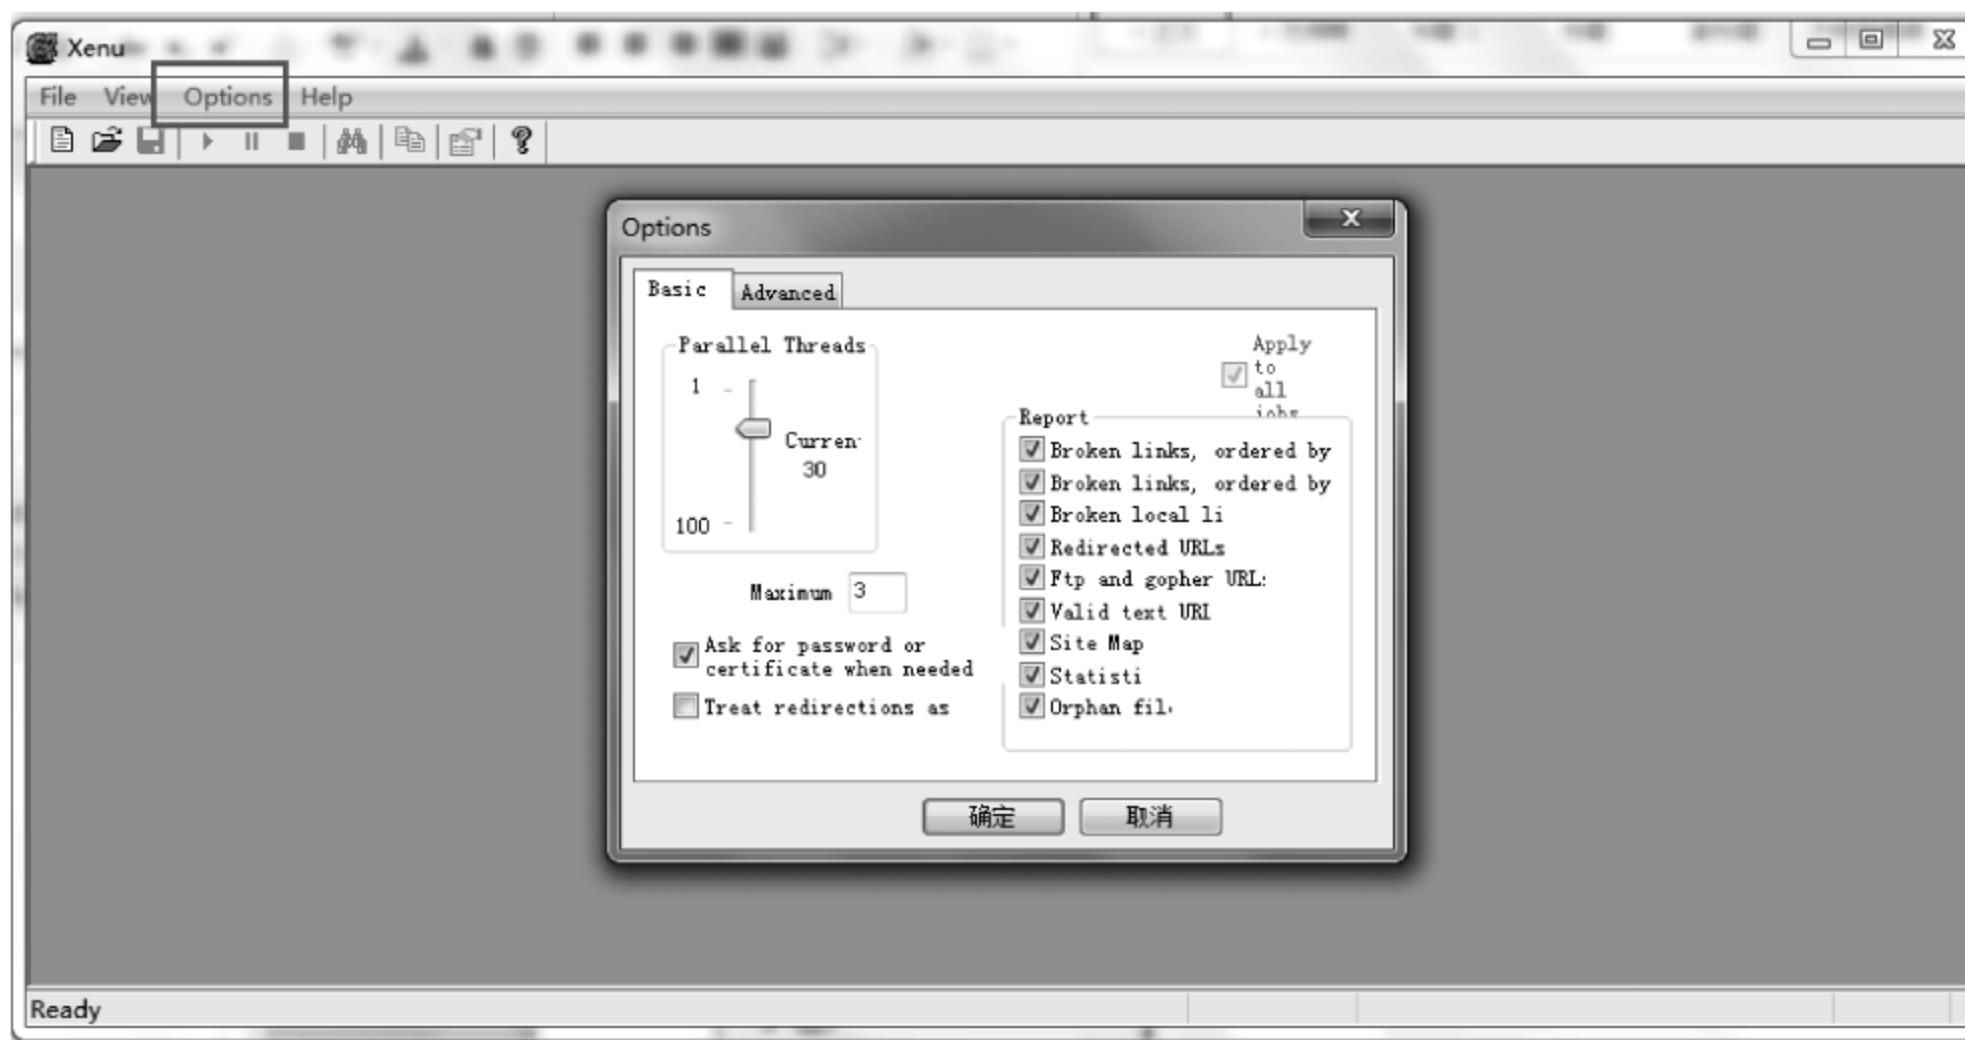 Xenu
File View Options Help
Options
Basic Advanced
Parallel Threads
1
Curren
30
100
Maximum 3
Ask for password or
certificate when needed
Treat redirections as
Apply
to
all
jobs
Report
Broken links, ordered by
Broken links, ordered by
Broken local li
Redirected URLs
Ftp and gopher URL:
Valid text URL
Site Map
Statisti
Orphan fil
确定 取消
Ready